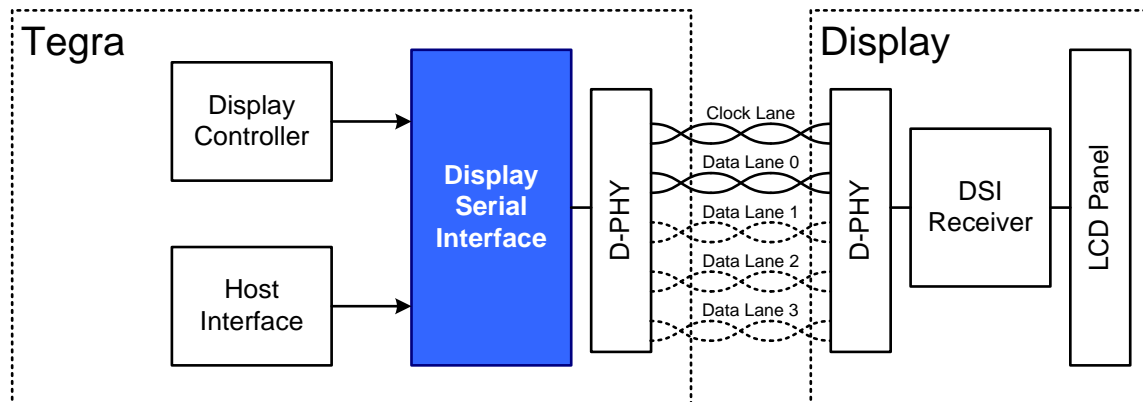 Tegra
Display
Controller
Host
Interface
Display
Serial
Interface
D-PHY
Clock Lane
Data Lane 0
Data Lane 1
Data Lane 2
Data Lane 3
Display
D-PHY
DSI
Receiver
LCD Panel